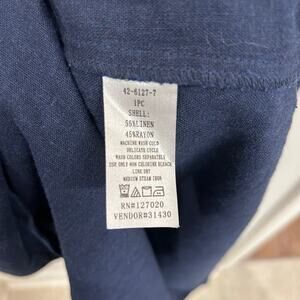 42-6127-7
1PC
SHELL:
55%LINEN
45%RAYON
MACHINE WASH COLD
DELICATE CYCLE
WASH COLORS SEPARATELY
USE ONLY NON CHLORINE BLEACH
LINE DRY
MEDIUM STEAM IRON
RN#127020
VENDOR#31430